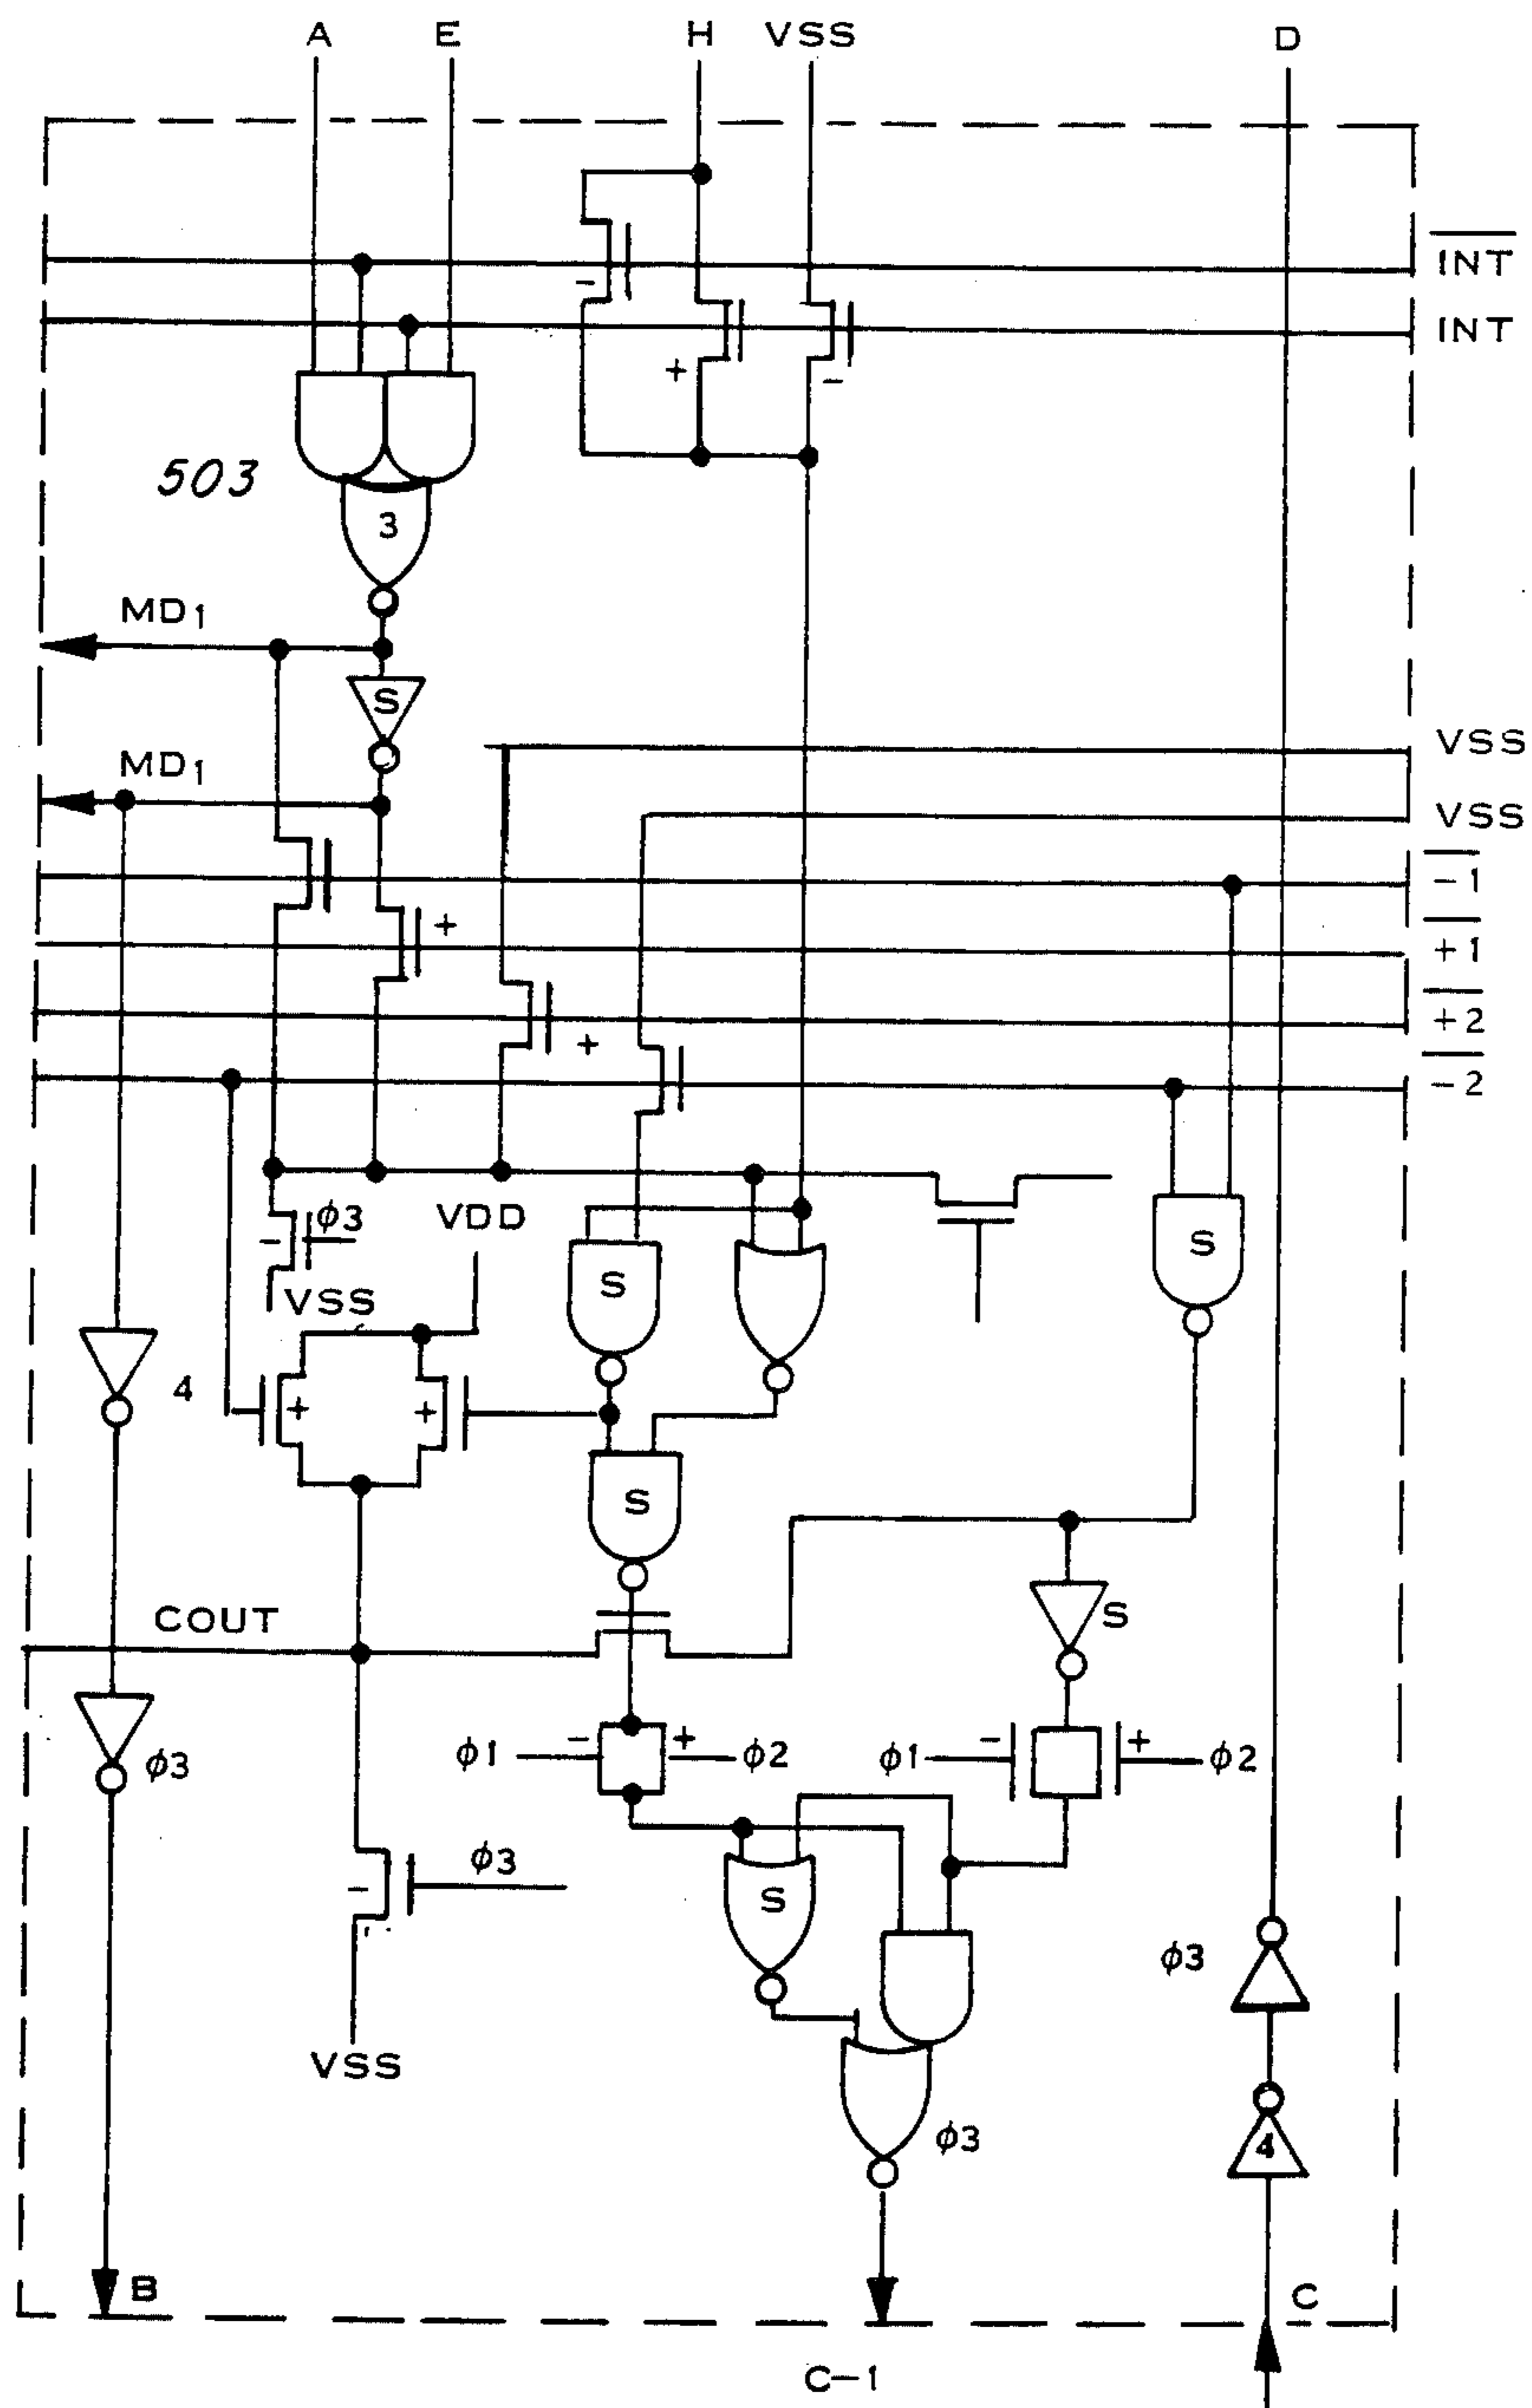 A E H VSS D
INT
INT
-
+ -
503
3
MD1
S
MD1
VSS
VSS
-1
+
+1
+2
+
-2
- φ3
VDD
S
S
VSS
4
+ +
S
COUT
S
φ1 - + φ2
φ1 - + φ2
φ3
φ3
-
S
φ3
VSS
φ3
4
B
C
C-1